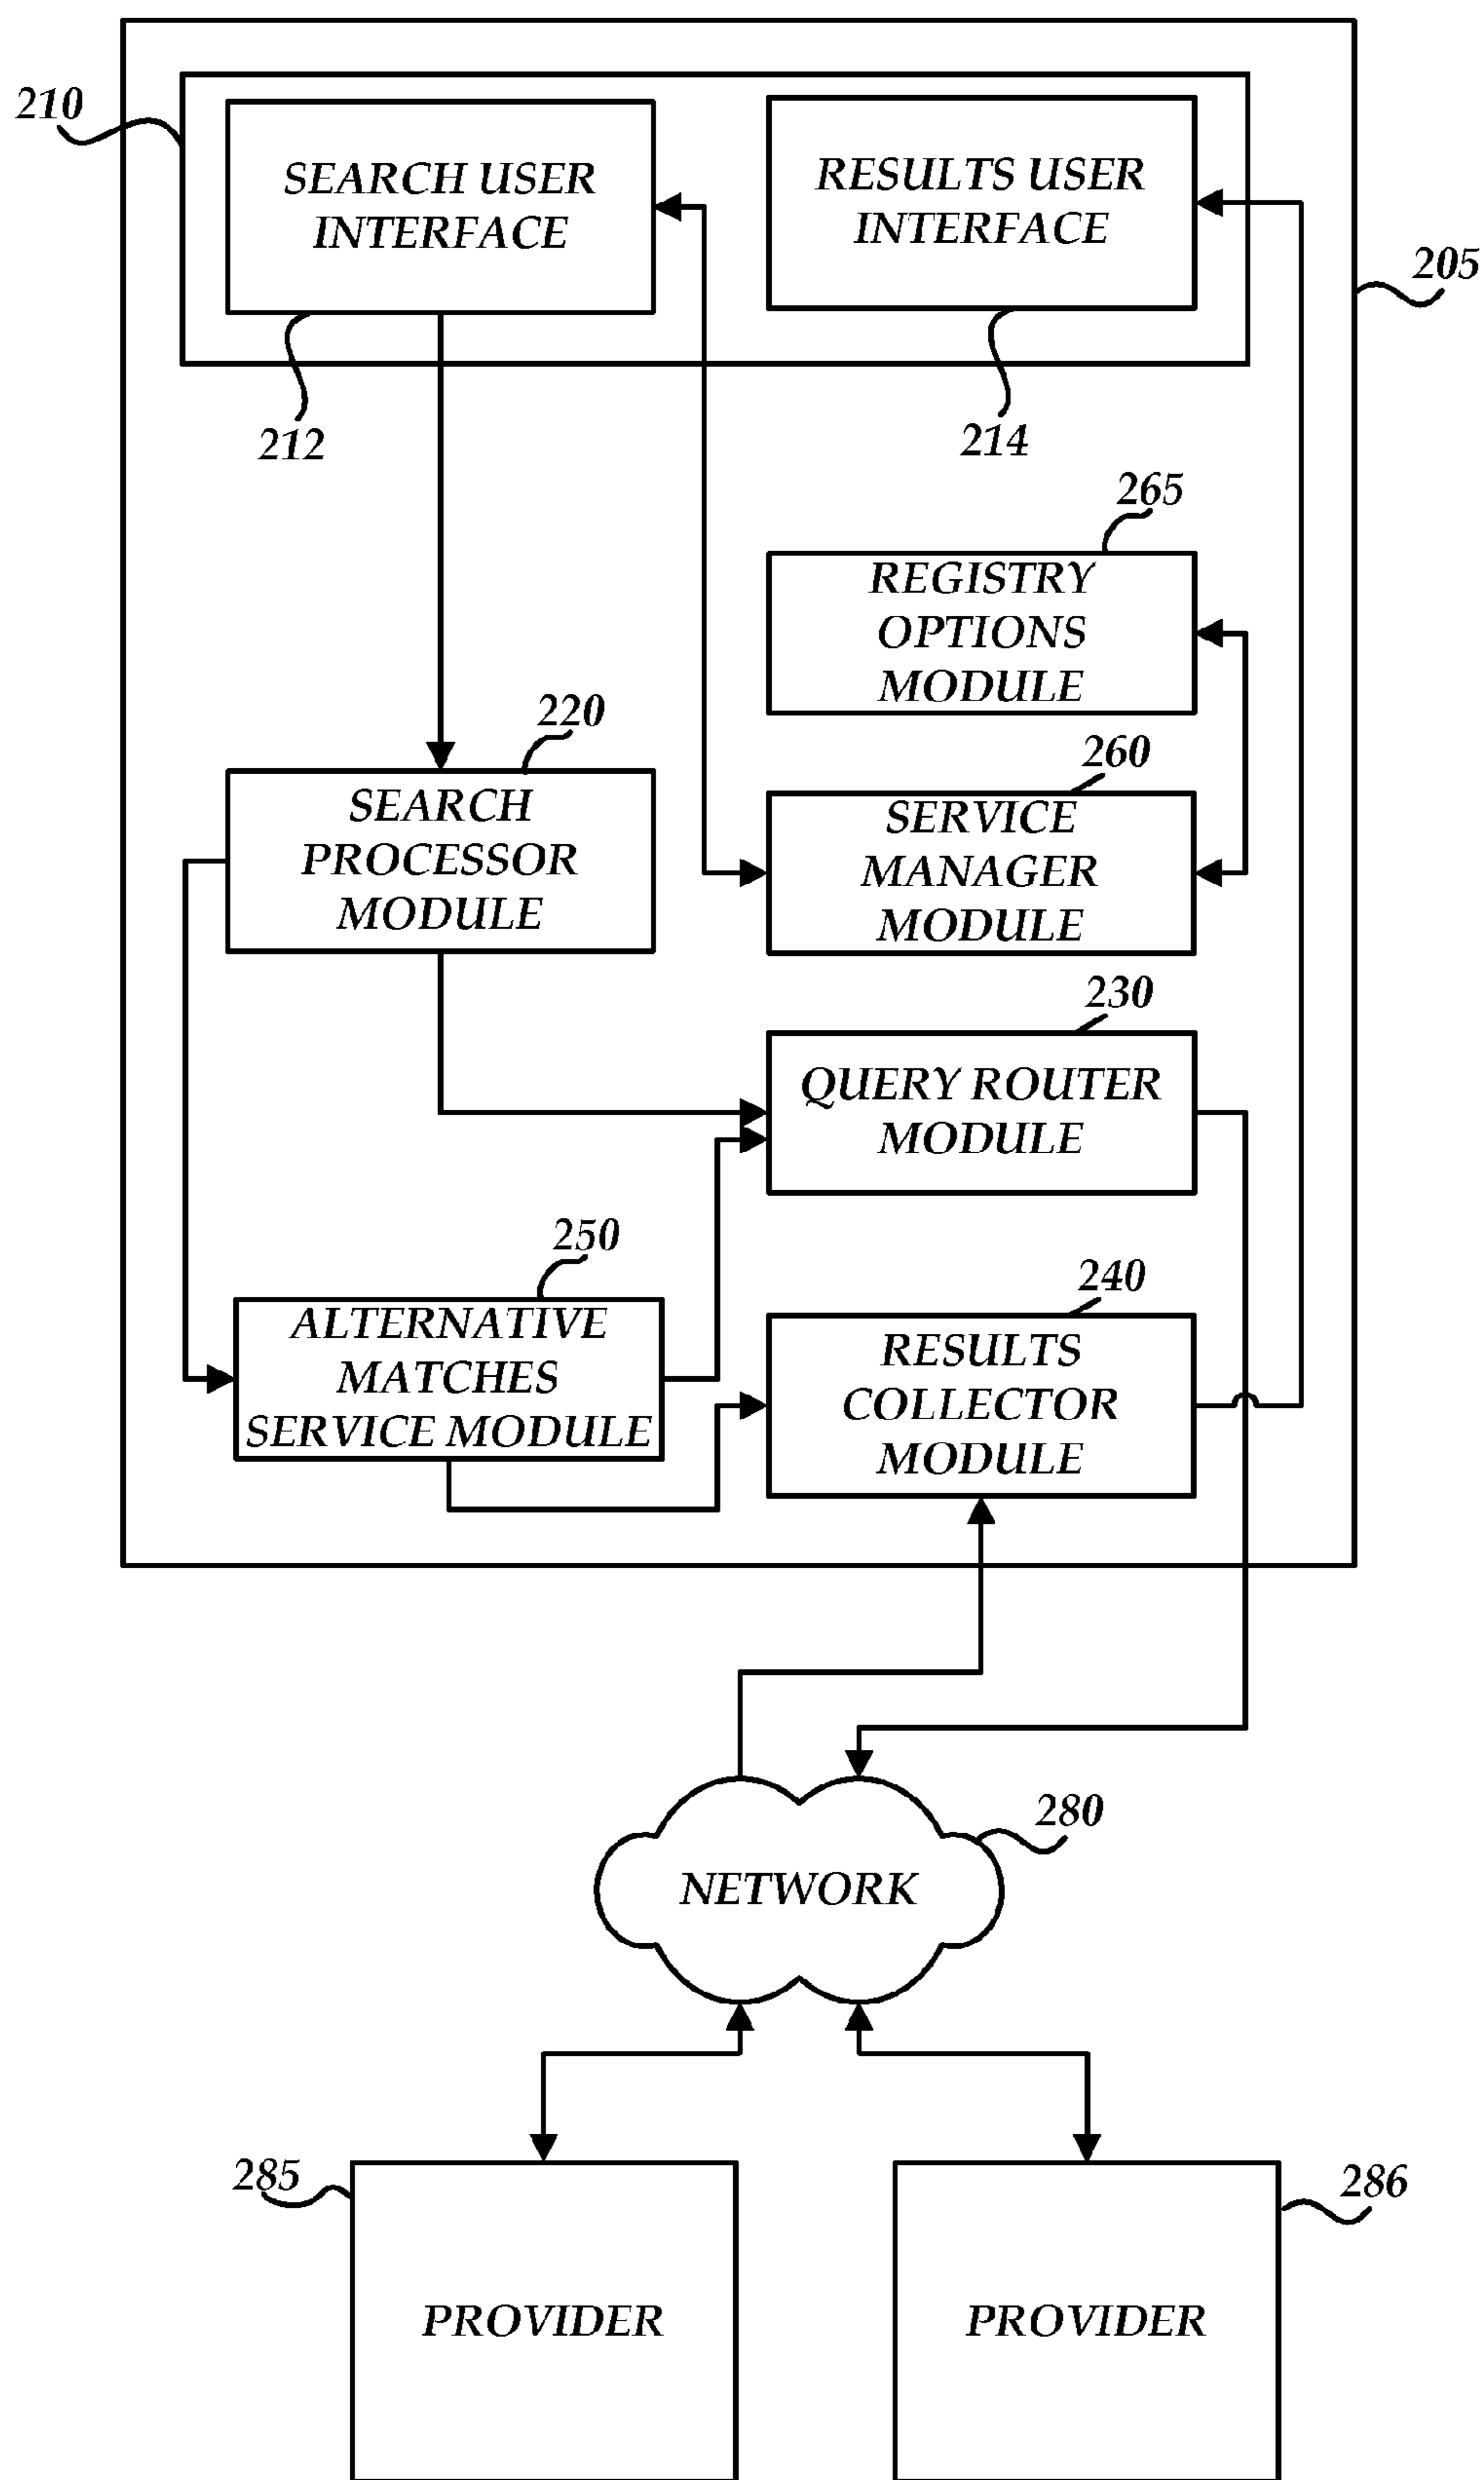 210
SEARCH USER
INTERFACE
RESULTS USER
INTERFACE
205
212
214
265
REGISTRY
OPTIONS
MODULE
220
SEARCH
PROCESSOR
MODULE
260
SERVICE
MANAGER
MODULE
230
QUERY ROUTER
MODULE
250
ALTERNATIVE
MATCHES
SERVICE MODULE
240
RESULTS
COLLECTOR
MODULE
280
NETWORK
285
PROVIDER
286
PROVIDER